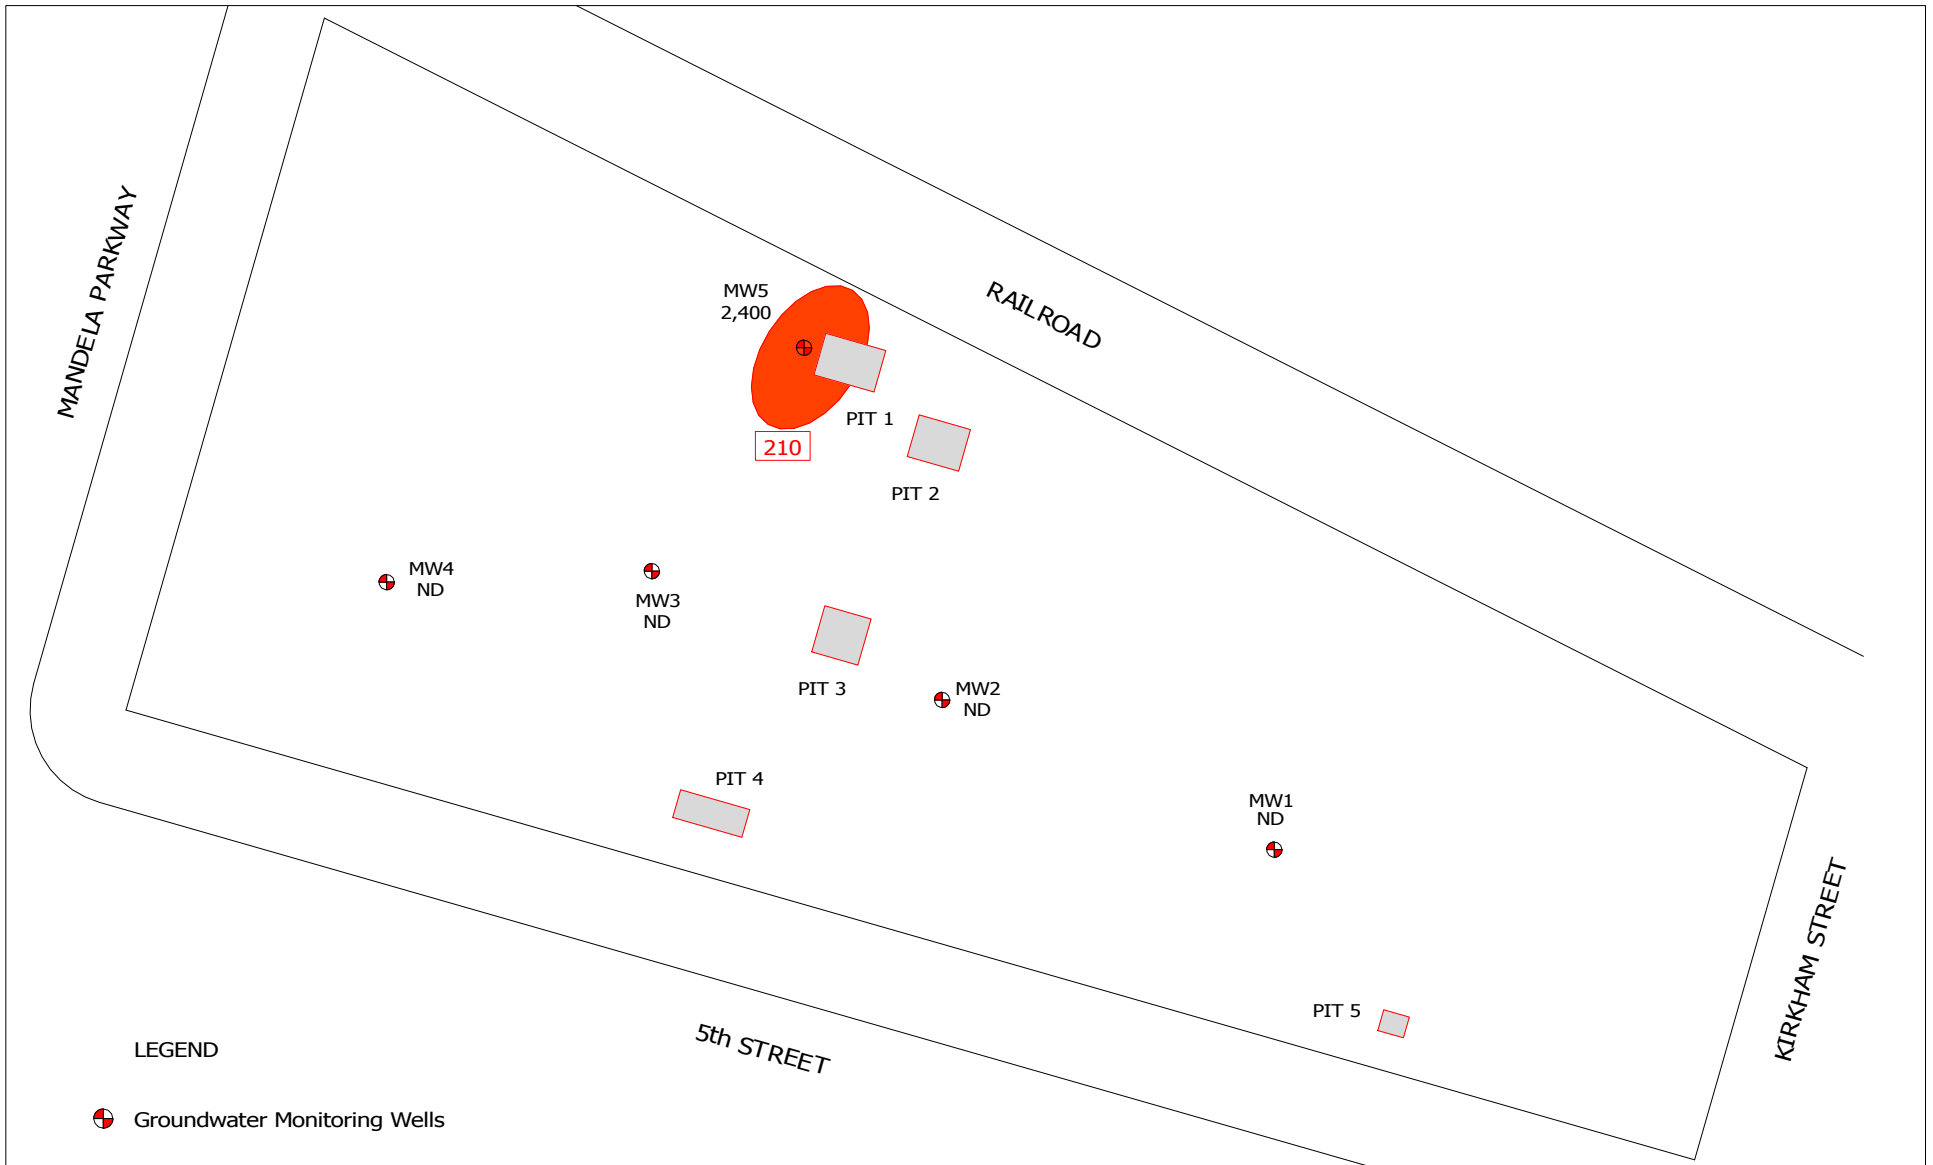 MANDELA PARKWAY
RAILROAD
MW5
2,400
PIT 1
210
PIT 2
MW4
ND
MW3
ND
PIT 3
MW2
ND
PIT 4
MW1
ND
PIT 5
KIRKHAM STREET
5th STREET
LEGEND
Groundwater Monitoring Wells